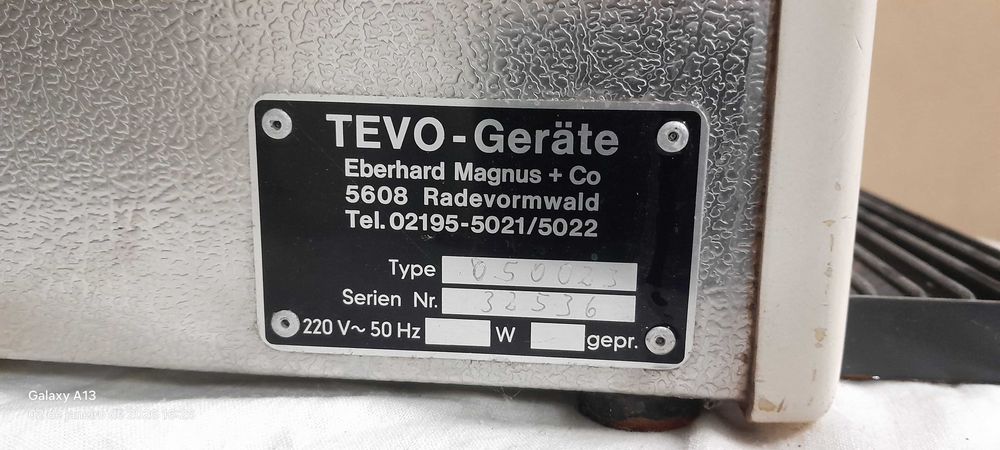 TEVO-Geräte
Eberhard Magnus + Co
5608 Radevormwald
Tel. 02195-5021/5022
Type 050023
Serien Nr. 32536
220 V~ 50 Hz W gepr.
Galaxy A13